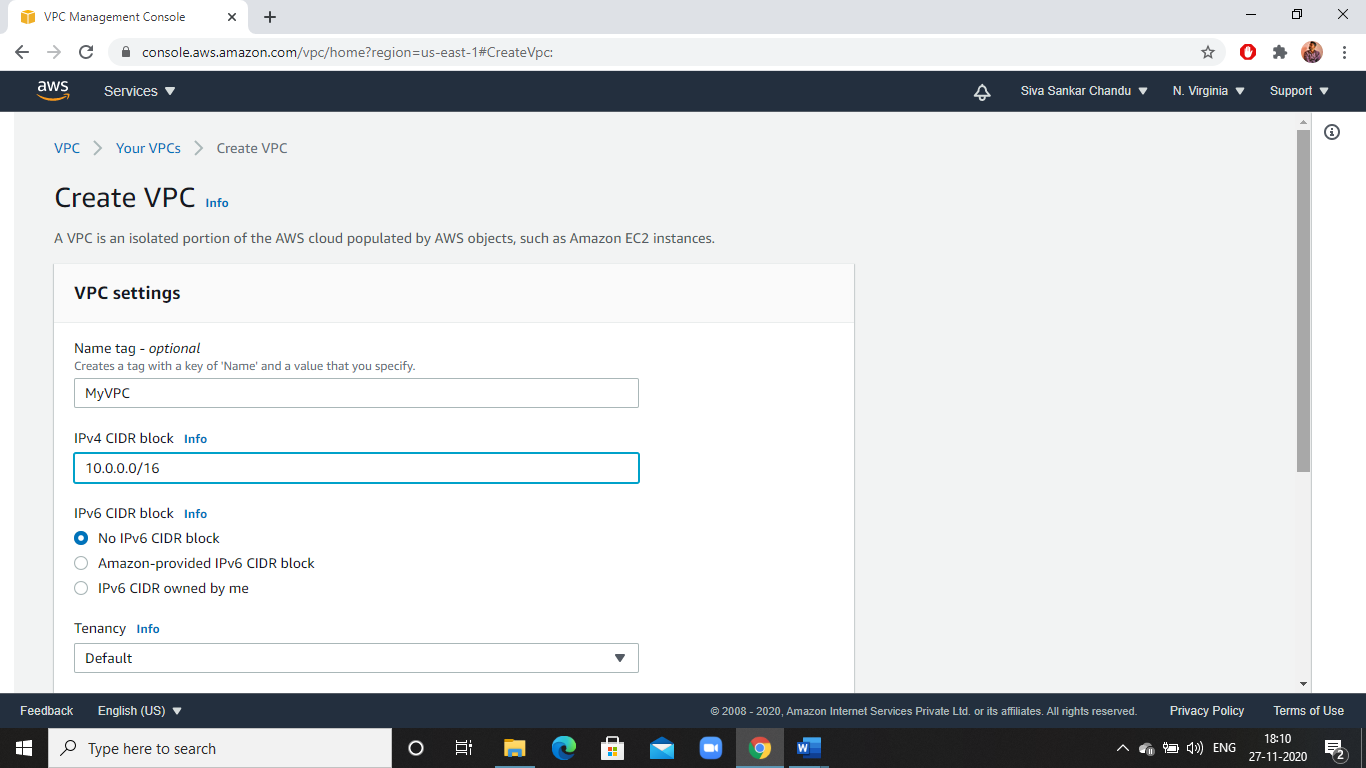 VPC Management Console
console.aws.amazon.com/vpc/home?region=us-east-1#CreateVpc:
aws Services Siva Sankar Chandu N. Virginia Support
VPC Your VPCs Create VPC
Create VPC Info
A VPC is an isolated portion of the AWS cloud populated by AWS objects, such as Amazon EC2 instances.
VPC settings
Name tag - optional
Creates a tag with a key of 'Name' and a value that you specify.
MyVPC
IPv4 CIDR block Info
10.0.0.0/16
IPv6 CIDR block Info
No IPv6 CIDR block
Amazon-provided IPv6 CIDR block
IPv6 CIDR owned by me
Tenancy Info
Default
Feedback English (US) © 2008 - 2020, Amazon Internet Services Private Ltd. or its affiliates. All rights reserved. Privacy Policy Terms of Use
Type here to search
W
ENG
18:10
27-11-2020
2